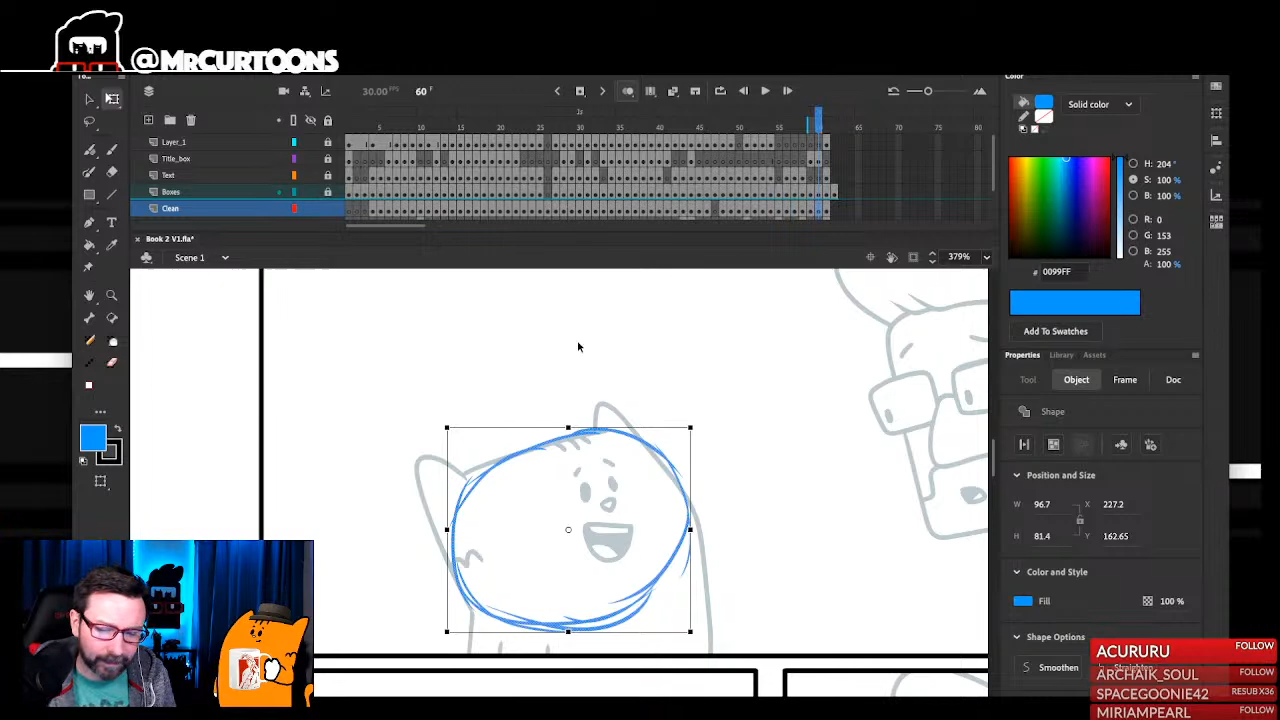 @MrCurtoons
30.00 FPS 60 F
1s
5 10 15 20 25 30 35 40 45 50 55 60 65 70 75 80
Layer_1
Title_box
Text
Boxes
Clean
Book 2 V1.fla*
Scene 1
379%
Color
Solid color
H: 204 °
S: 100 %
B: 100 %
R: 0
G: 153
B: 255
A: 100 %
# 0099FF
Add To Swatches
Properties Library Assets
Tool Object Frame Doc
Shape
Position and Size
W 96.7 X 227.2
H 81.4 Y 162.65
Color and Style
Fill 100 %
Shape Options
Smoothen
ACURURU FOLLOW
ARCHAIK_SOUL FOLLOW
SPACEGOONIE42 RESUB X36
MIRIAMPEARL FOLLOW